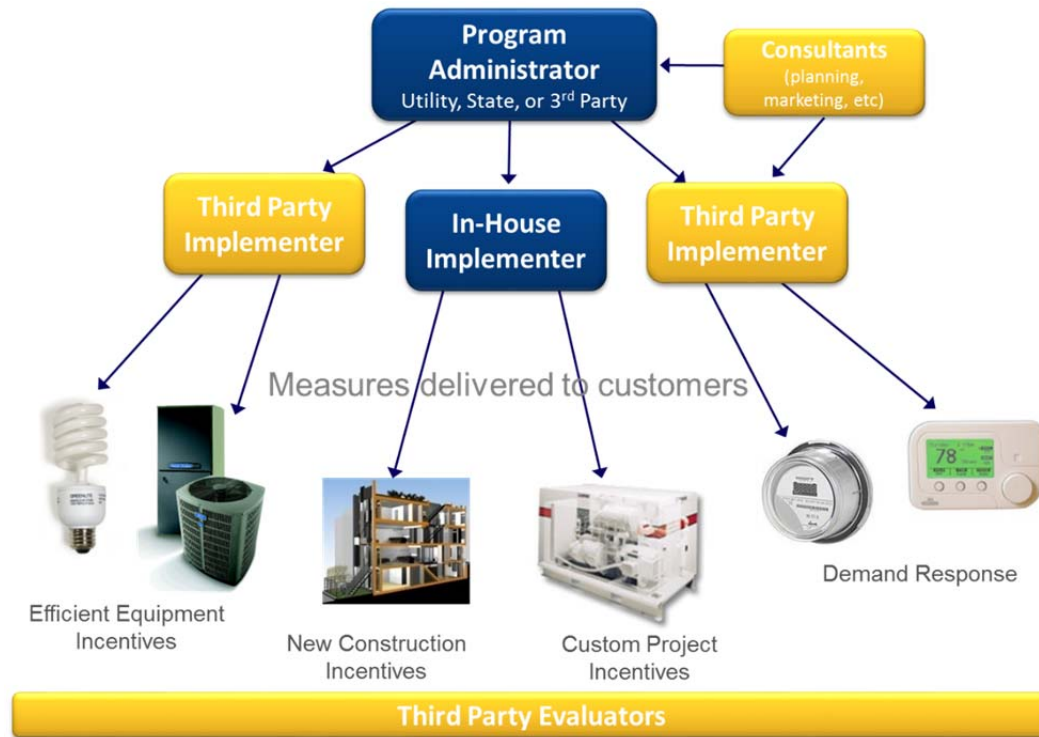 Program
Administrator
Utility, State, or 3rd Party
Consultants
(planning,
marketing, etc)
Third Party
Implementer
In-House
Implementer
Third Party
Implementer
Measures delivered to customers
78
Efficient Equipment
Incentives
New Construction
Incentives
Custom Project
Incentives
Demand Response
Third Party Evaluators